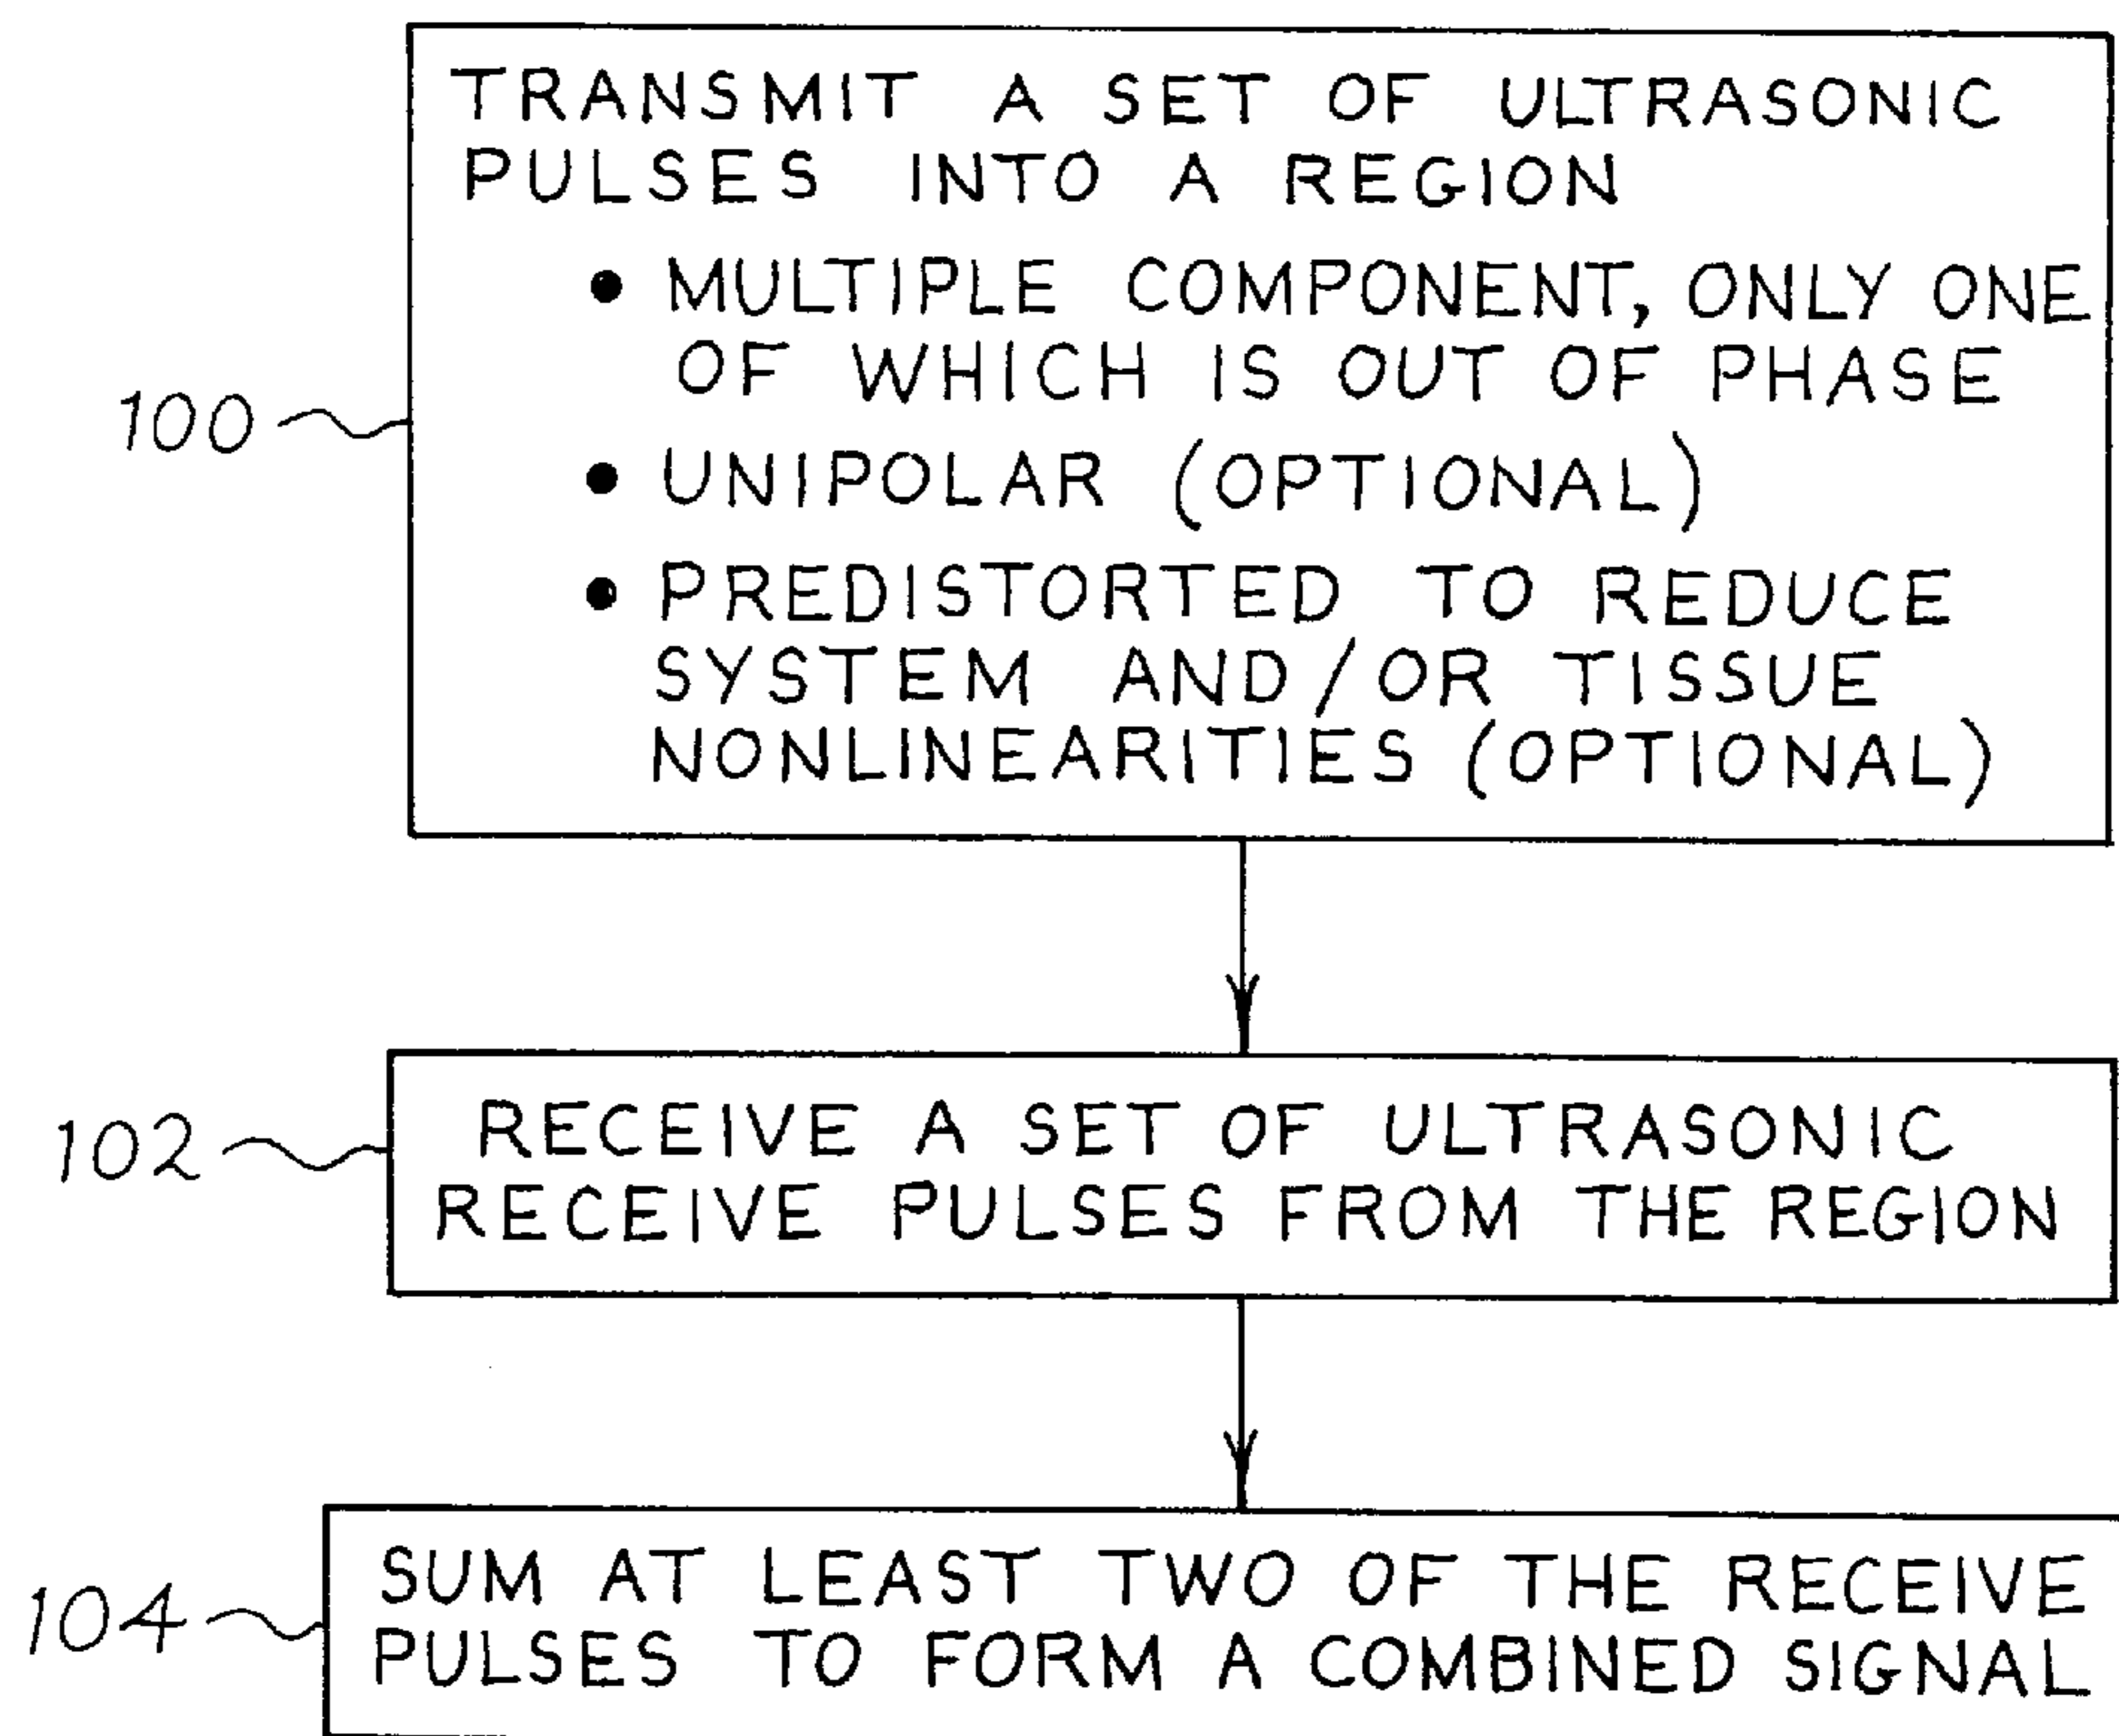 TRANSMIT A SET OF ULTRASONIC
PULSES INTO A REGION
• MULTIPLE COMPONENT, ONLY ONE
OF WHICH IS OUT OF PHASE
100
• UNIPOLAR (OPTIONAL)
• PREDISTORTED TO REDUCE
SYSTEM AND/OR TISSUE
NONLINEARITIES (OPTIONAL)
102
RECEIVE A SET OF ULTRASONIC
RECEIVE PULSES FROM THE REGION
104
SUM AT LEAST TWO OF THE RECEIVE
PULSES TO FORM A COMBINED SIGNAL